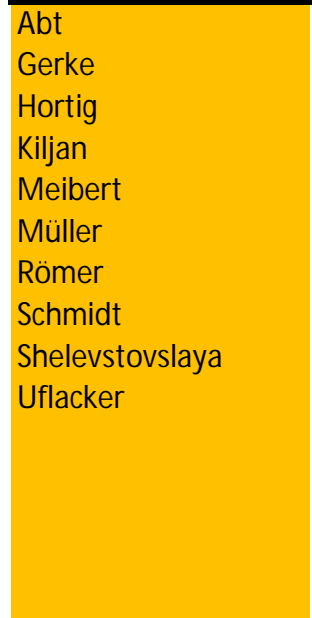 Abt
Gerke
Hortig
Kiljan
Meibert
Müller
Römer
Schmidt
Shelevstovslaya
Uflacker